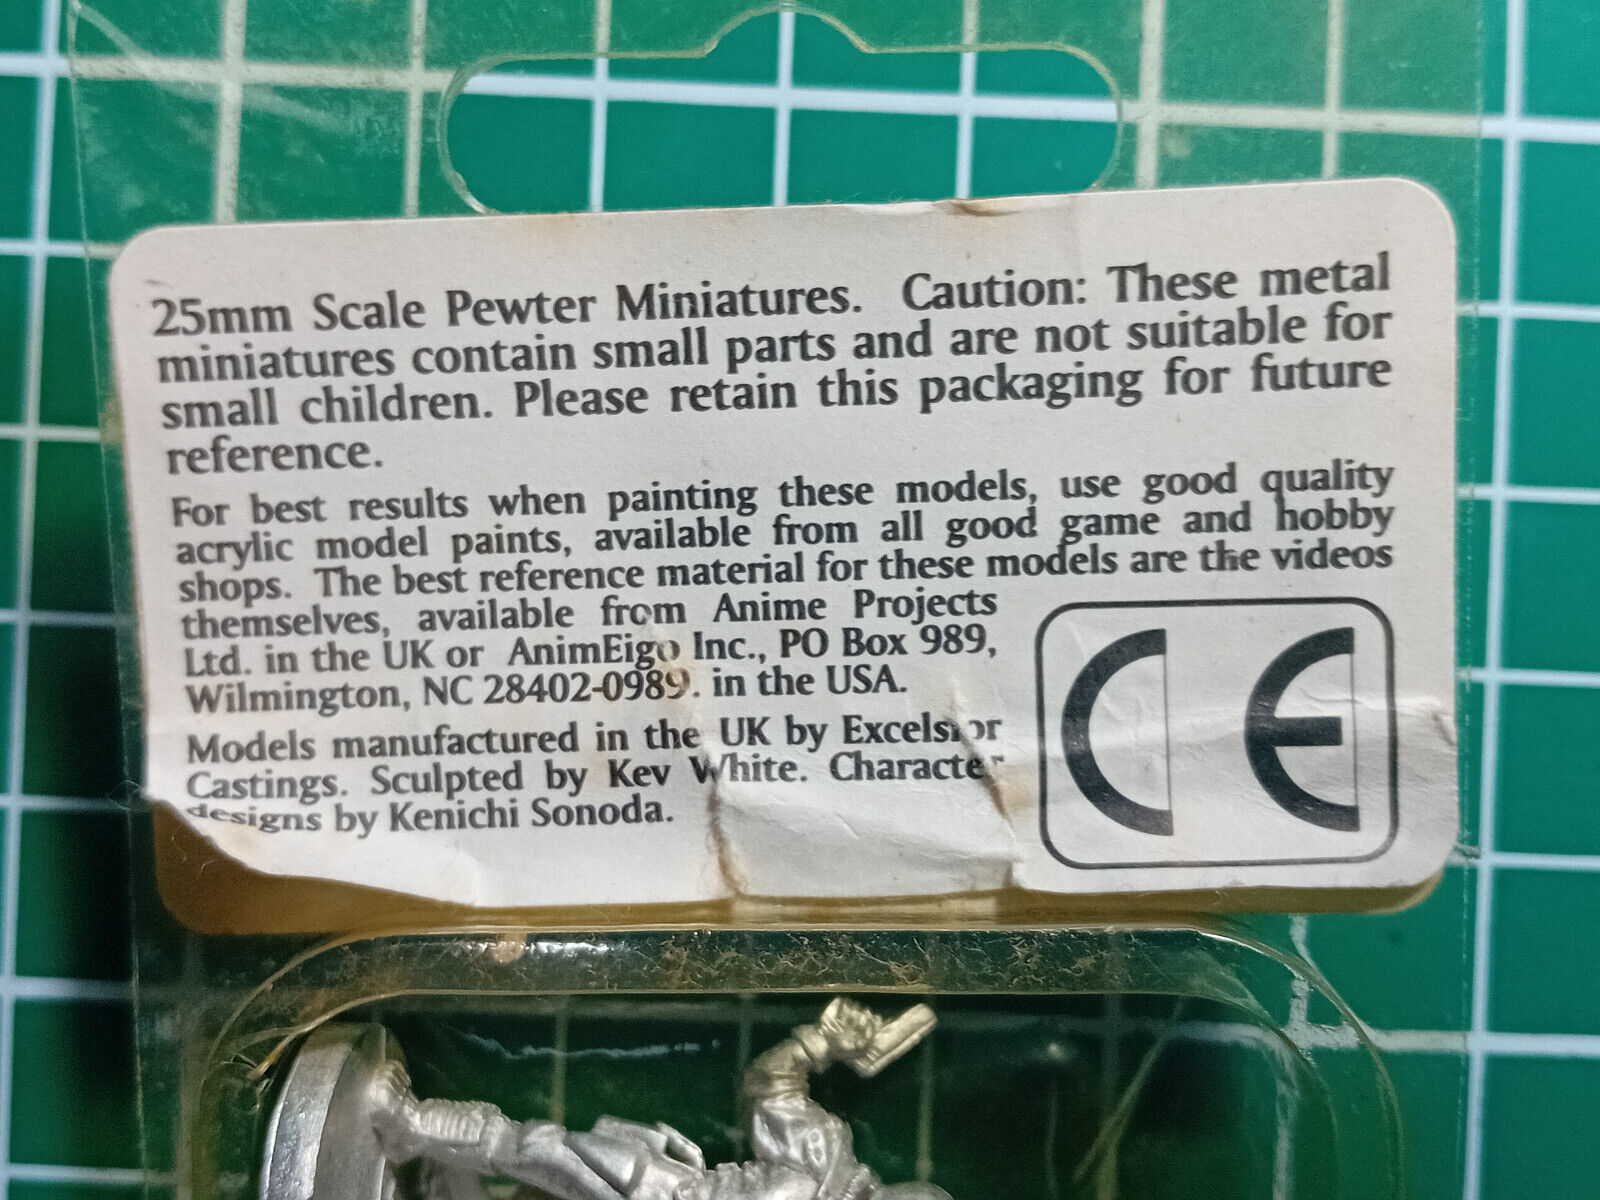 25mm Scale Pewter Miniatures. Caution: These metal
miniatures contain small parts and are not suitable for
small children. Please retain this packaging for future
reference.
For best results when painting these models, use good quality
acrylic model paints, available from all good game and hobby
shops. The best reference material for these models are the videos
themselves, available from Anime Projects
Ltd. in the UK or AnimEigo Inc., PO Box 989,
Wilmington, NC 28402-0989. in the USA.
Models manufactured in the UK by Excelsior
Castings. Sculpted by Kev White. Character
designs by Kenichi Sonoda.
CE